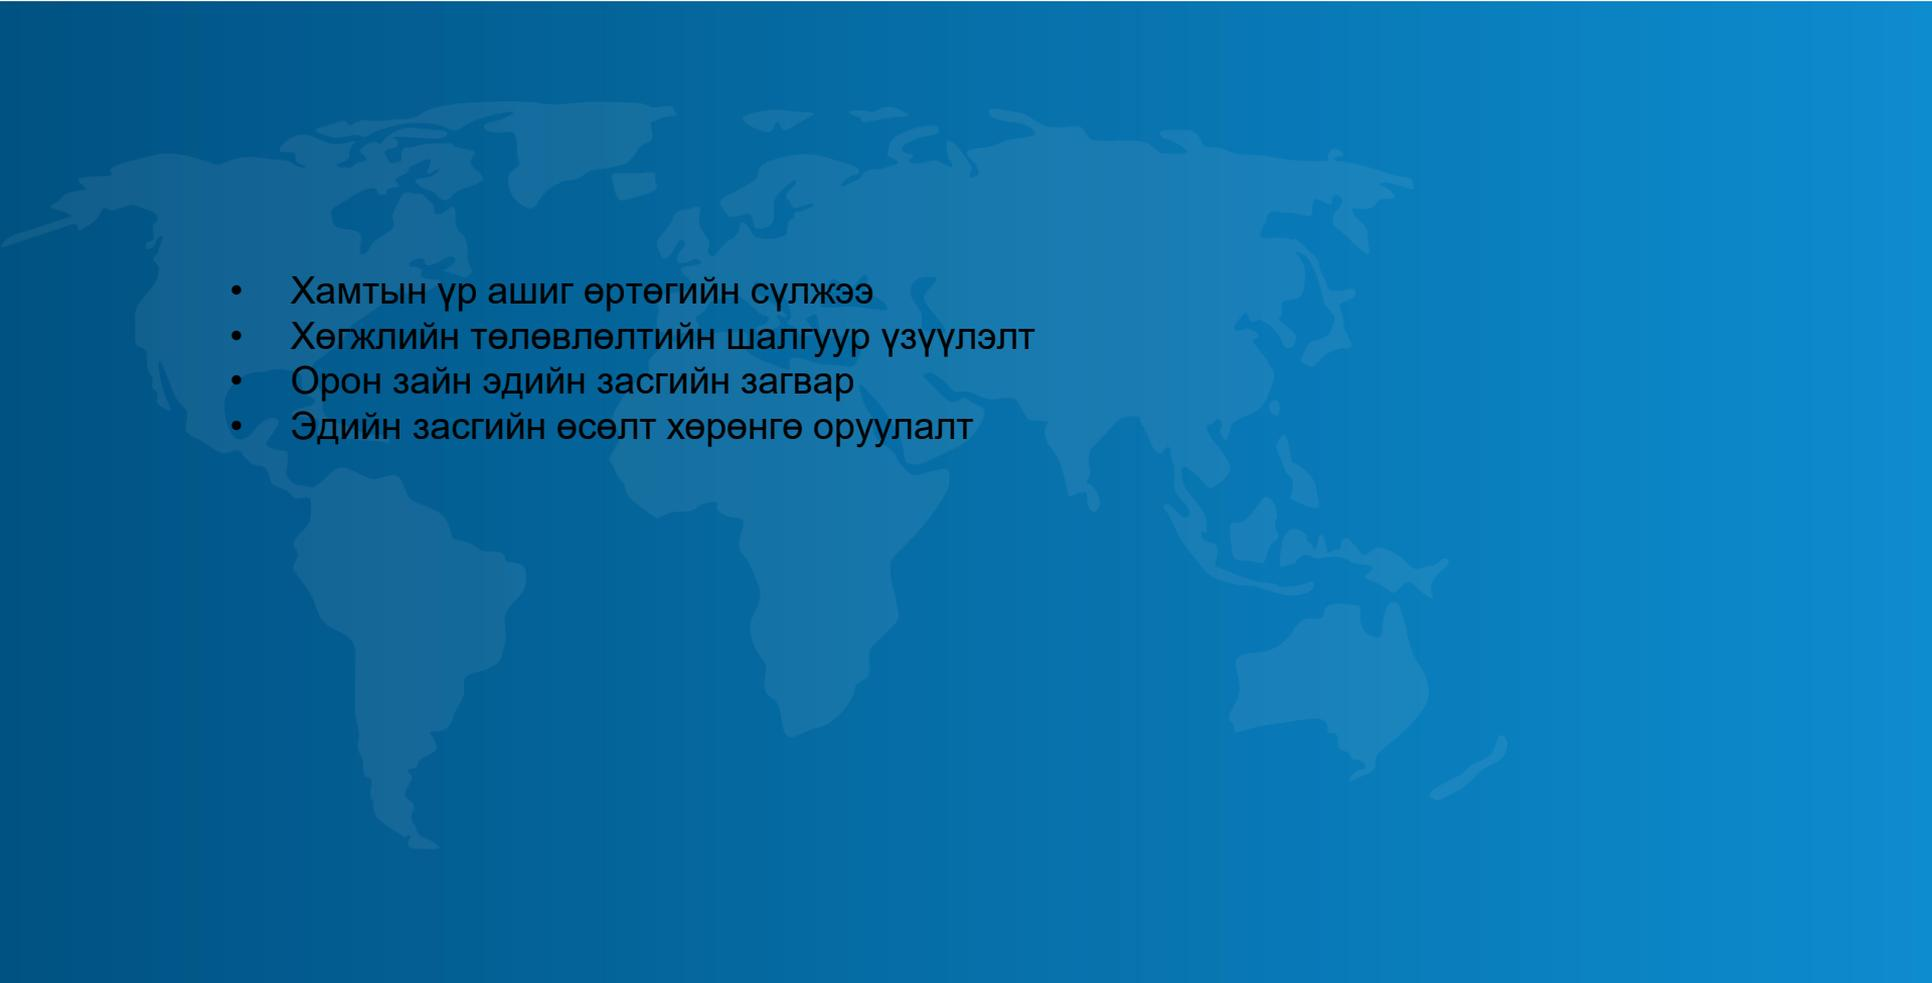 • Хамтын үр ашиг өртөгийн сүлжээ
• Хөгжлийн төлөвлөлтийн шалгуур үзүүлэлт
• Орон зайн эдийн засгийн загвар
• Эдийн засгийн өсөлт хөрөнгө оруулалт